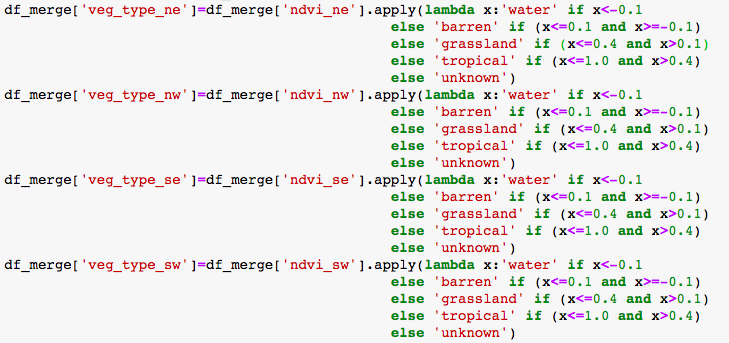 df_merge['veg_type_ne']=df_merge['ndvi_ne'].apply(lambda x:'water' if x<-0.1
else 'barren' if (x<=0.1 and x>=-0.1)
else 'grassland' if (x<=0.4 and x>0.1)
else 'tropical' if (x<=1.0 and x>0.4)
else 'unknown')
df_merge['veg_type_nw']=df_merge['ndvi_nw'].apply(lambda x:'water' if x<-0.1
else 'barren' if (x<=0.1 and x>=-0.1)
else 'grassland' if (x<=0.4 and x>0.1)
else 'tropical' if (x<=1.0 and x>0.4)
else 'unknown')
df_merge['veg_type_se']=df_merge['ndvi_se'].apply(lambda x:'water' if x<-0.1
else 'barren' if (x<=0.1 and x>=-0.1)
else 'grassland' if (x<=0.4 and x>0.1)
else 'tropical' if (x<=1.0 and x>0.4)
else 'unknown')
df_merge['veg_type_sw']=df_merge['ndvi_sw'].apply(lambda x:'water' if x<-0.1
else 'barren' if (x<=0.1 and x>=-0.1)
else 'grassland' if (x<=0.4 and x>0.1)
else 'tropical' if (x<=1.0 and x>0.4)
else 'unknown')